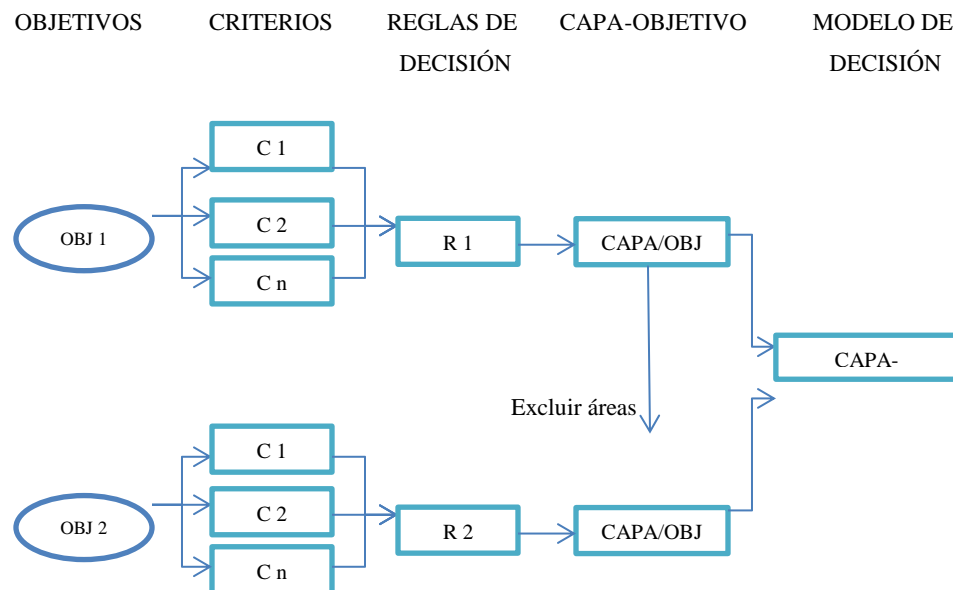 OBJETIVOS
CRITERIOS
REGLAS DE
DECISIÓN
CAPA-OBJETIVO
MODELO DE
DECISIÓN
C 1
OBJ 1
C 2
C n
R 1
CAPA/OBJ
CAPA-
Excluir áreas
C 1
OBJ 2
C 2
C n
R 2
CAPA/OBJ